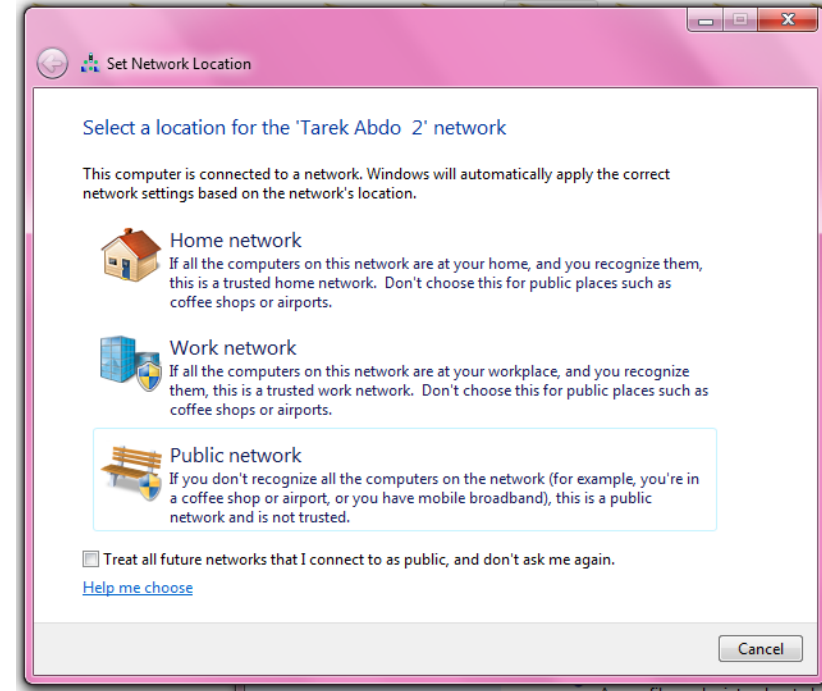 Set Network Location
Select a location for the 'Tarek Abdo  2' network
This computer is connected to a network. Windows will automatically apply the correct
network settings based on the network's location.
Home network
If all the computers on this network are at your home, and you recognize them,
this is a trusted home network.  Don't choose this for public places such as
coffee shops or airports.
Work network
If all the computers on this network are at your workplace, and you recognize
them, this is a trusted work network.  Don't choose this for public places such as
coffee shops or airports.
Public network
If you don't recognize all the computers on the network (for example, you're in
a coffee shop or airport, or you have mobile broadband), this is a public
network and is not trusted.
Treat all future networks that I connect to as public, and don't ask me again.
Help me choose
Cancel